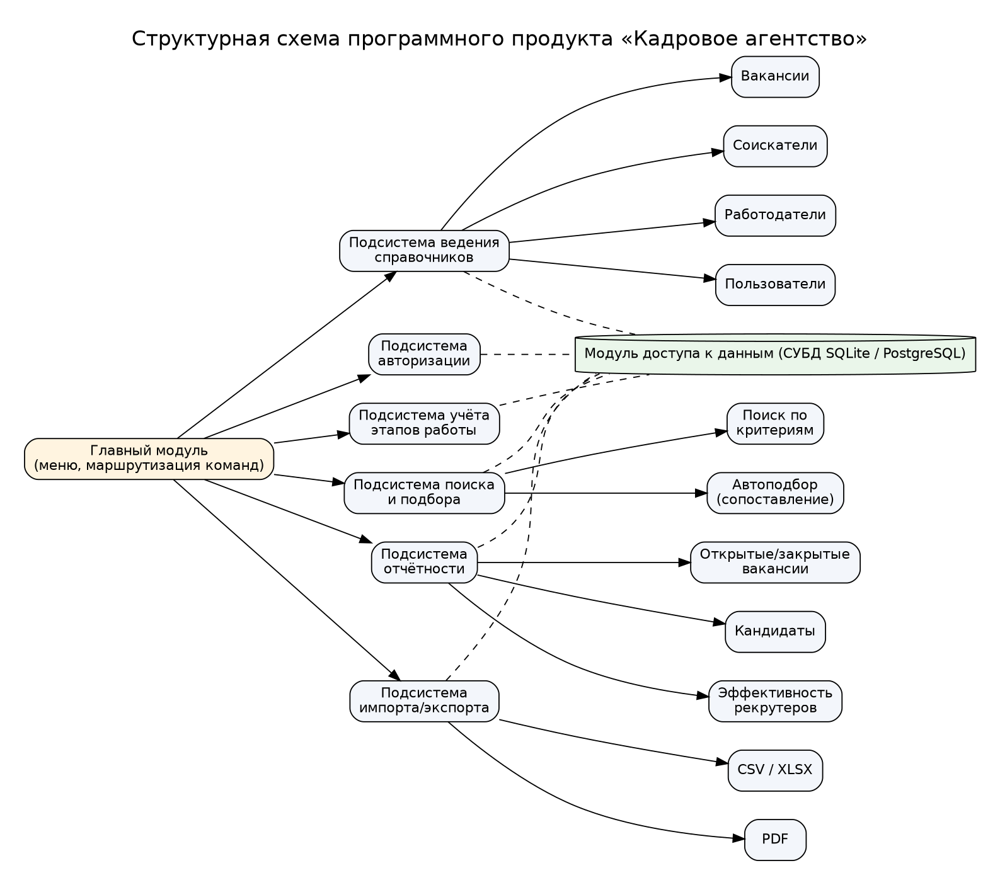 Структурная схема программного продукта «Кадровое агентство»
Вакансии
Соискатели
Работодатели
Подсистема ведения
справочников
Пользователи
Подсистема
авторизации
Модуль доступа к данным (СУБД SQLite / PostgreSQL)
Подсистема учёта
этапов работы
Поиск по
критериям
Главный модуль
(меню, маршрутизация команд)
Подсистема поиска
и подбора
Автоподбор
(сопоставление)
Подсистема
отчётности
Открытые/закрытые
вакансии
Кандидаты
Подсистема
импорта/экспорта
Эффективность
рекрутеров
CSV / XLSX
PDF